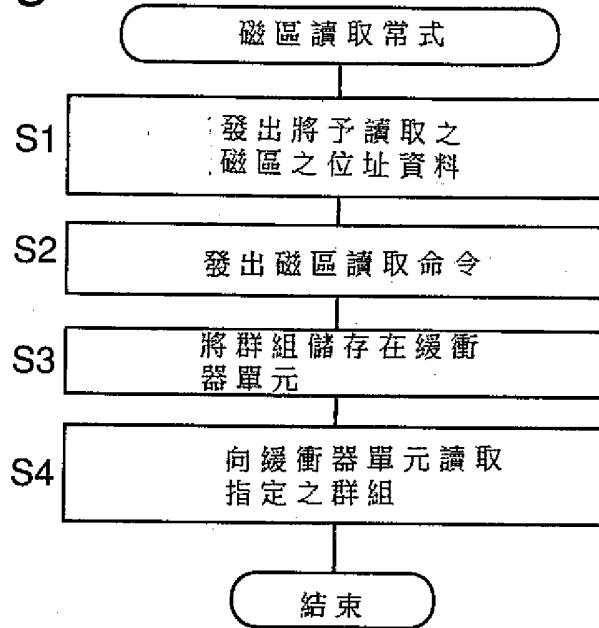 磁區讀取常式
S1
發出將予讀取之
磁區之位址資料
S2
發出磁區讀取命令
S3
將群組儲存在緩衝
器單元
S4
向緩衝器單元讀取
指定之群組
結束